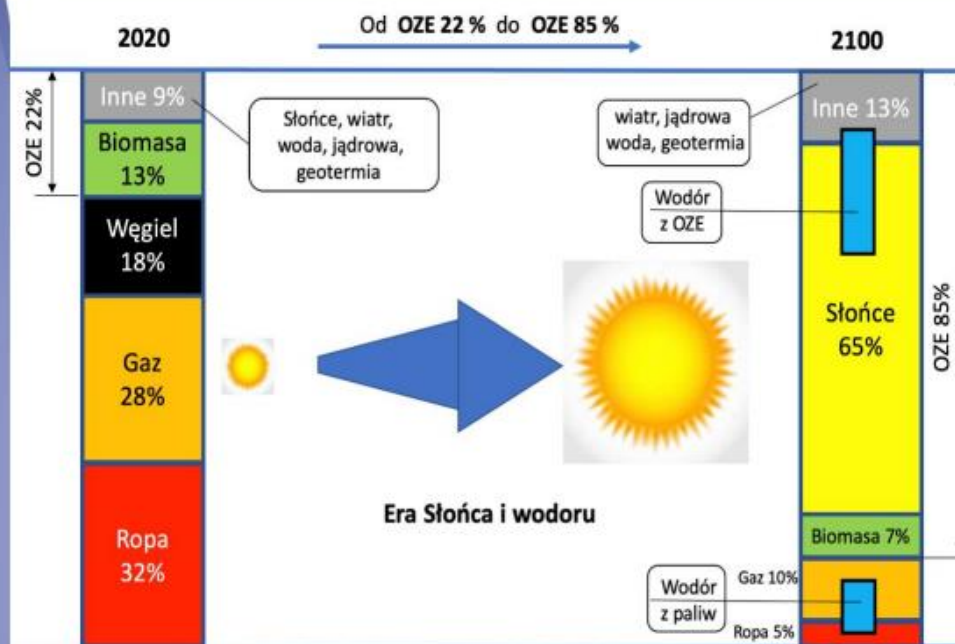 2020
Od OZE 22 % do OZE 85 %
2100
OZE 22%
Inne 9%
Biomasa
13%
Węgiel
18%
Gaz
28%
Ropa
32%
Słońce, wiatr,
woda, jądrowa,
geotermia
Era Słońca i wodoru
wiatr, jądrowa
woda, geotermia
Wodór
z OZE
Inne 13%
Słońce
65%
OZE 85%
Biomasa 7%
Wodór
z paliw
Gaz 10%
Ropa 5%